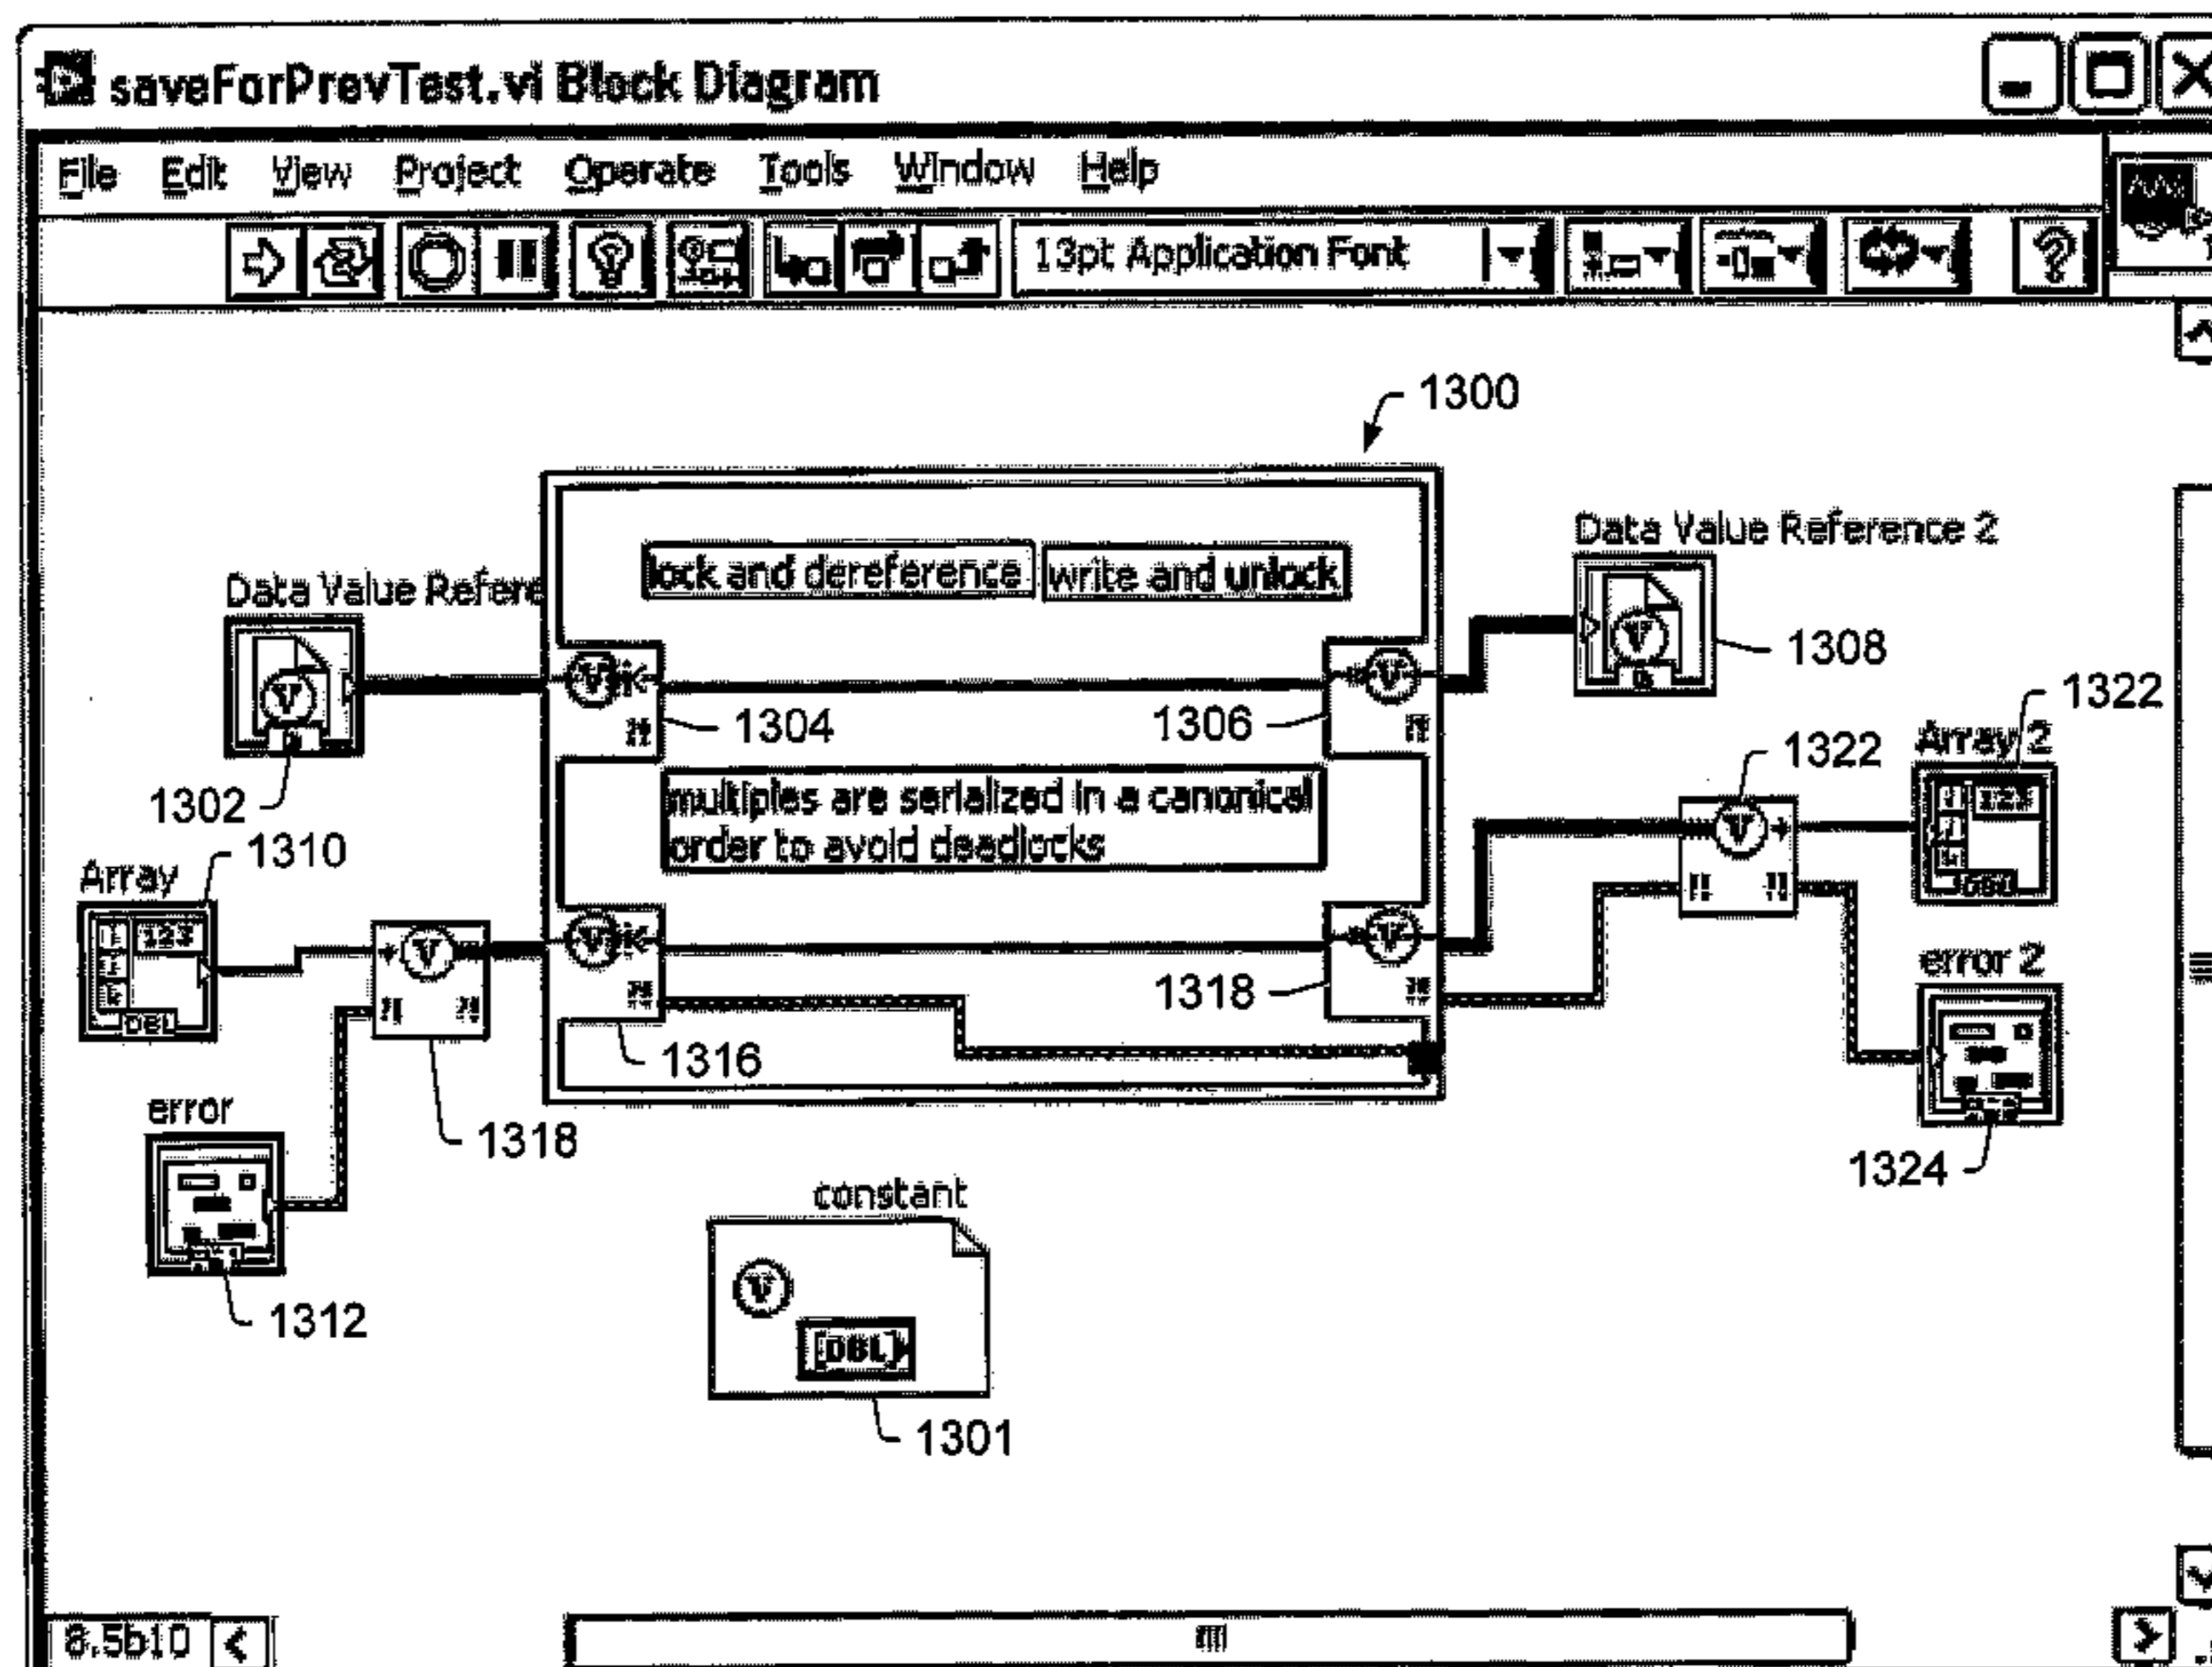 saveForPrevTest.vi Block Diagram
File Edit View Project Operate Tools Window Help
13pt Application Font
1300
lock and dereference write and unlock
Data Value Reference 2
Data Value Refere
1308
1304
1306
1322
1322
Array 2
1302
multiples are serialized in a canonical
order to avoid deadlocks
1310
Array
DBL
1318
error 2
1316
error
1318
1324
constant
1312
[DBL]
1301
8.5b10